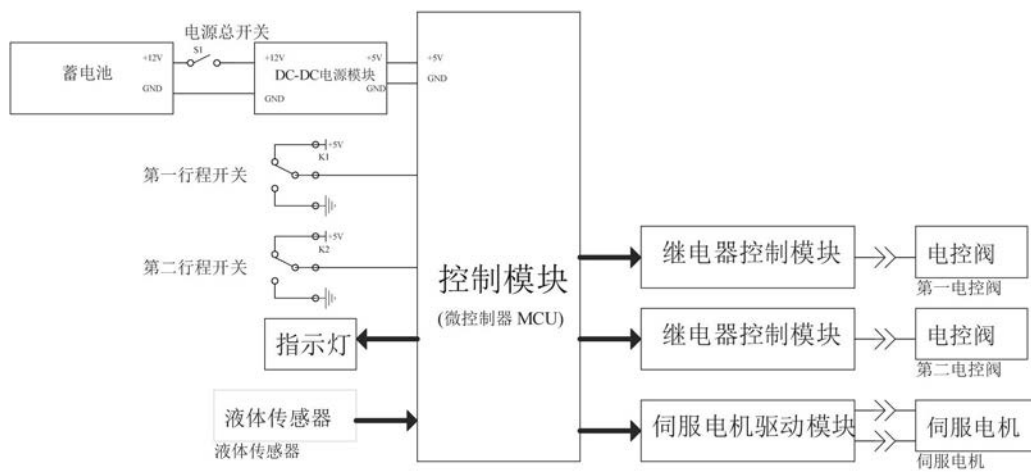 电源总开关
S1
蓄电池
+12V
GND
+12V
+5V
DC-DC电源模块
GND
GND
+5V
GND
第一行程开关
+5V
K1
第二行程开关
+5V
K2
控制模块
(微控制器 MCU)
指示灯
液体传感器
液体传感器
继电器控制模块
电控阀
第一电控阀
继电器控制模块
电控阀
第二电控阀
伺服电机驱动模块
伺服电机
伺服电机